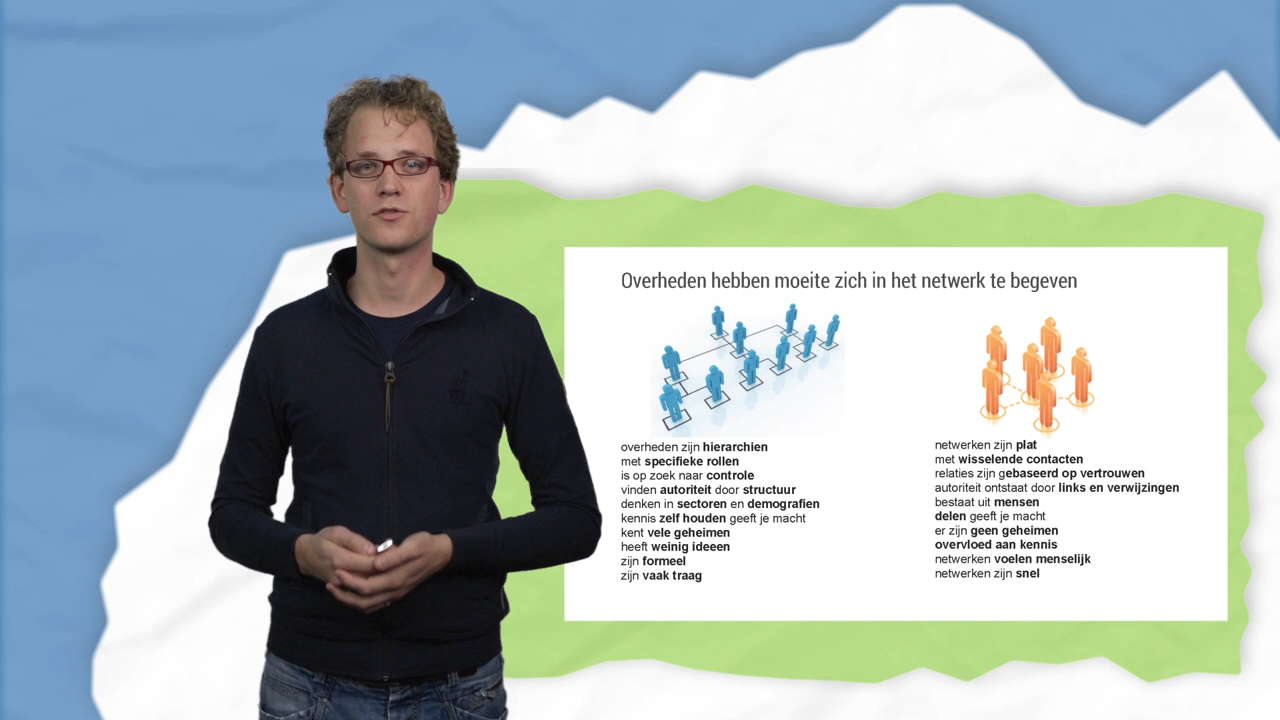 Overheden hebben moeite zich in het netwerk te begeven
overheden zijn hierarchien
met specifieke rollen
is op zoek naar controle
vinden autoriteit door structuur
denken in sectoren en demografien
kennis zelf houden geeft je macht
kent vele geheimen
heeft weinig ideeen
zijn formeel
zijn vaak traag
netwerken zijn plat
met wisselende contacten
relaties zijn gebaseerd op vertrouwen
autoriteit ontstaat door links en verwijzingen
bestaat uit mensen
delen geeft je macht
er zijn geen geheimen
overvloed aan kennis
netwerken voelen menselijk
netwerken zijn snel